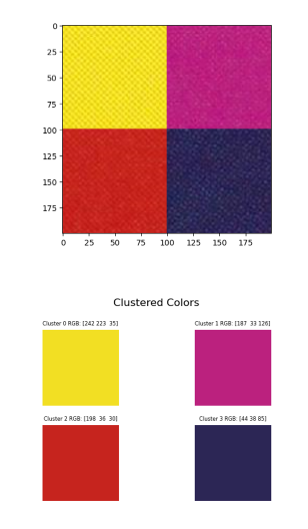 0
25
50
75
100
125
150
175
0 25 50 75 100 125 150 175
Clustered Colors
Cluster 0 RGB: [242 223 35]
Cluster 1 RGB: [187 33 126]
Cluster 2 RGB: [198 36 30]
Cluster 3 RGB: [44 38 85]